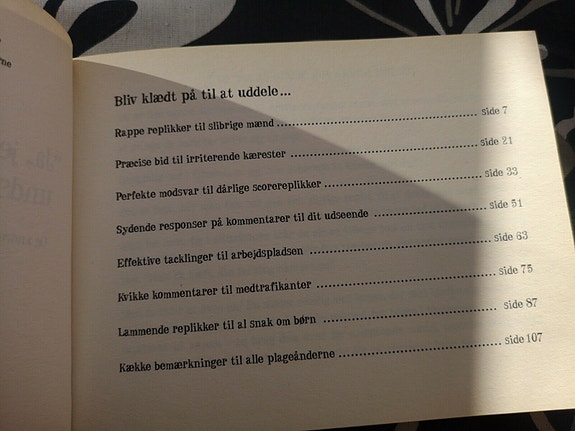 Bliv klædt på til at uddele...
Rappe replikker til slibrige mænd ................................................ side 7
Præcise bid til irriterende kærester ................................................ side 21
Perfekte modsvar til dårlige scorereplikker ........................................ side 33
Sydende responser på kommentarer til dit udseende ........................ side 51
Effektive tacklinger til arbejdspladsen ........................................ side 63
Kvikke kommentarer til medtrafikanter ........................................ side 75
Lammende replikker til al snak om børn ........................................ side 87
Kække bemærkninger til alle plageånderne .................................... side 107